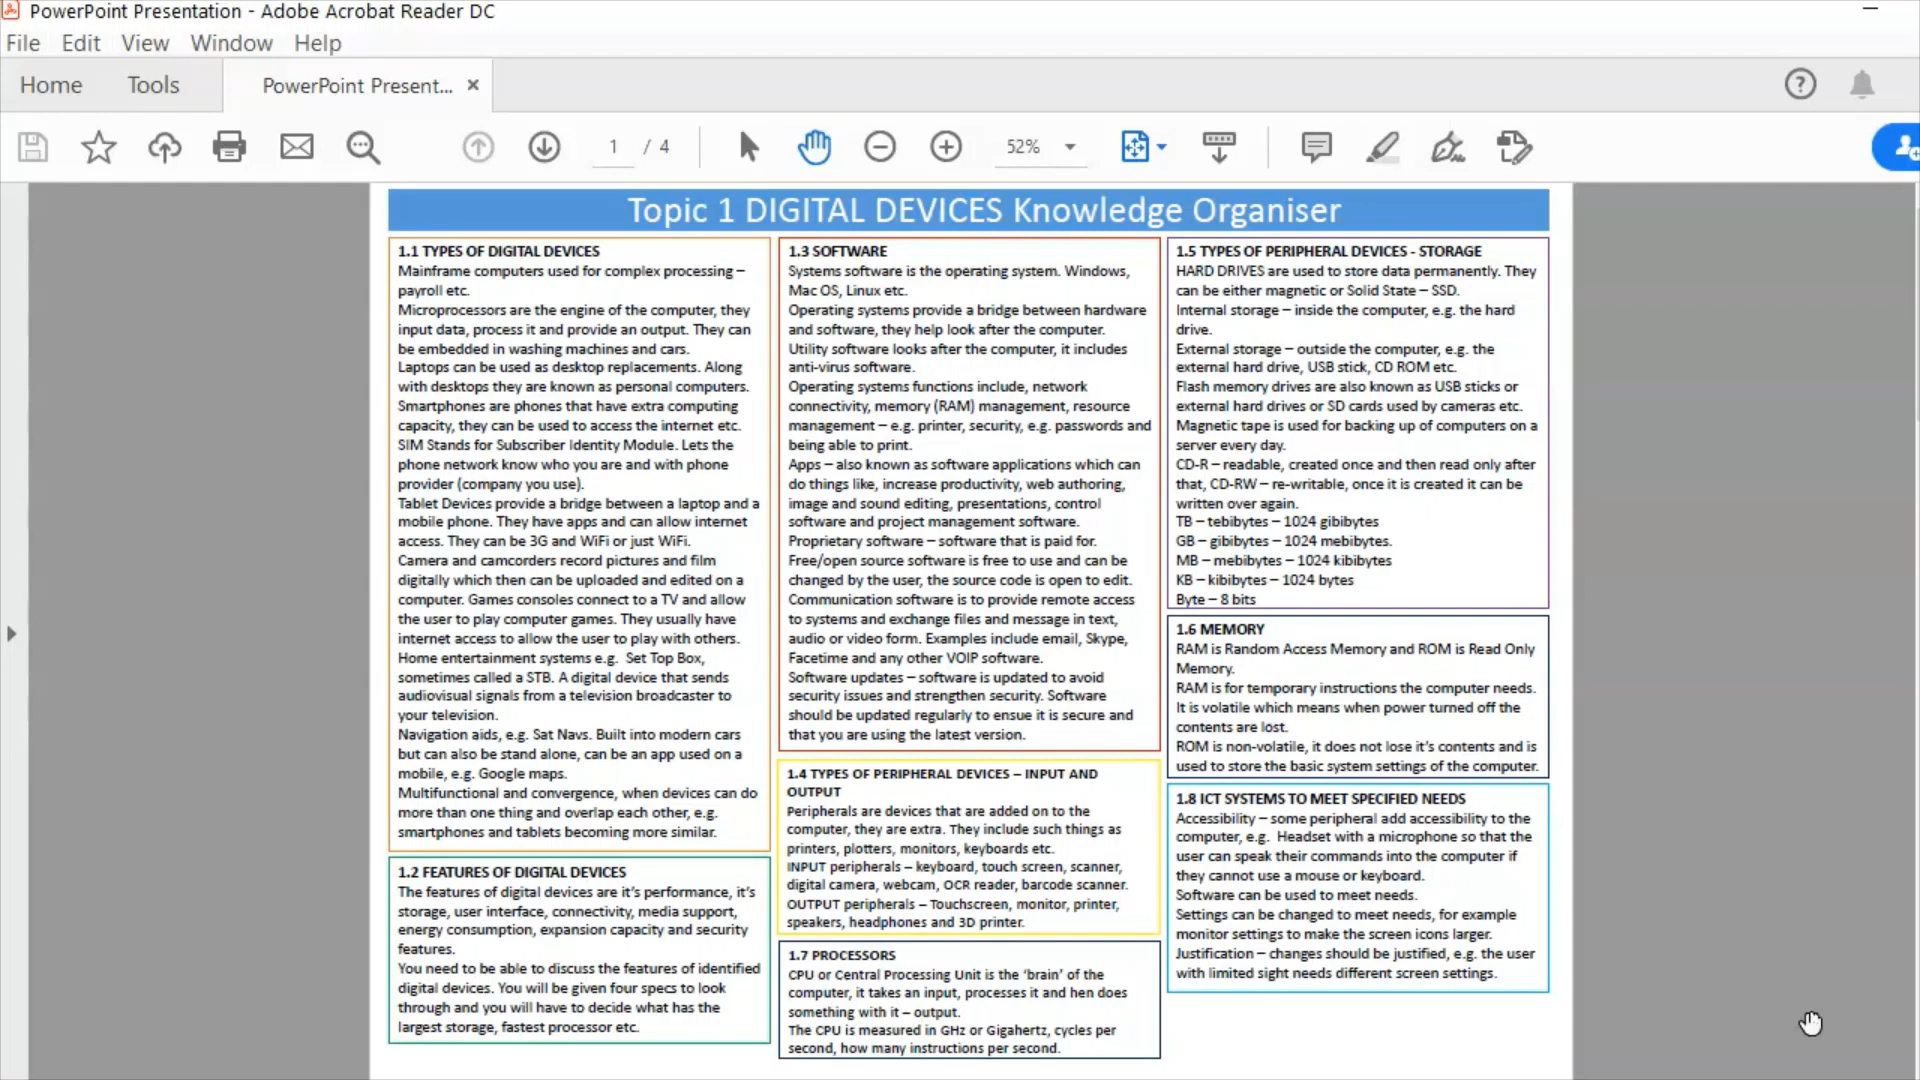 PowerPoint Presentation - Adobe Acrobat Reader DC
File Edit View Window Help
Home Tools PowerPoint Present... ×
1 / 4 52%
Topic 1 DIGITAL DEVICES Knowledge Organiser
1.1 TYPES OF DIGITAL DEVICES
Mainframe computers used for complex processing –
payroll etc.
Microprocessors are the engine of the computer, they
input data, process it and provide an output. They can
be embedded in washing machines and cars.
Laptops can be used as desktop replacements. Along
with desktops they are known as personal computers.
Smartphones are phones that have extra computing
capacity, they can be used to access the internet etc.
SIM Stands for Subscriber Identity Module. Lets the
phone network know who you are and with phone
provider (company you use).
Tablet Devices provide a bridge between a laptop and a
mobile phone. They have apps and can allow internet
access. They can be 3G and WiFi or just WiFi.
Camera and camcorders record pictures and film
digitally which then can be uploaded and edited on a
computer. Games consoles connect to a TV and allow
the user to play computer games. They usually have
internet access to allow the user to play with others.
Home entertainment systems e.g. Set Top Box,
sometimes called a STB. A digital device that sends
audiovisual signals from a television broadcaster to
your television.
Navigation aids, e.g. Sat Navs. Built into modern cars
but can also be stand alone, can be an app used on a
mobile, e.g. Google maps.
Multifunctional and convergence, when devices can do
more than one thing and overlap each other, e.g.
smartphones and tablets becoming more similar.
1.2 FEATURES OF DIGITAL DEVICES
The features of digital devices are it's performance, it's
storage, user interface, connectivity, media support,
energy consumption, expansion capacity and security
features.
You need to be able to discuss the features of identified
digital devices. You will be given four specs to look
through and you will have to decide what has the
largest storage, fastest processor etc.
1.3 SOFTWARE
Systems software is the operating system. Windows,
Mac OS, Linux etc.
Operating systems provide a bridge between hardware
and software, they help look after the computer.
Utility software looks after the computer, it includes
anti-virus software.
Operating systems functions include, network
connectivity, memory (RAM) management, resource
management – e.g. printer, security, e.g. passwords and
being able to print.
Apps – also known as software applications which can
do things like, increase productivity, web authoring,
image and sound editing, presentations, control
software and project management software.
Proprietary software – software that is paid for.
Free/open source software is free to use and can be
changed by the user, the source code is open to edit.
Communication software is to provide remote access
to systems and exchange files and message in text,
audio or video form. Examples include email, Skype,
Facetime and any other VOIP software.
Software updates – software is updated to avoid
security issues and strengthen security. Software
should be updated regularly to ensue it is secure and
that you are using the latest version.
1.4 TYPES OF PERIPHERAL DEVICES – INPUT AND
OUTPUT
Peripherals are devices that are added on to the
computer, they are extra. They include such things as
printers, plotters, monitors, keyboards etc.
INPUT peripherals – keyboard, touch screen, scanner,
digital camera, webcam, OCR reader, barcode scanner.
OUTPUT peripherals – Touchscreen, monitor, printer,
speakers, headphones and 3D printer.
1.7 PROCESSORS
CPU or Central Processing Unit is the 'brain' of the
computer, it takes an input, processes it and hen does
something with it – output.
The CPU is measured in GHz or Gigahertz, cycles per
second, how many instructions per second.
1.5 TYPES OF PERIPHERAL DEVICES - STORAGE
HARD DRIVES are used to store data permanently. They
can be either magnetic or Solid State – SSD.
Internal storage – inside the computer, e.g. the hard
drive.
External storage – outside the computer, e.g. the
external hard drive, USB stick, CD ROM etc.
Flash memory drives are also known as USB sticks or
external hard drives or SD cards used by cameras etc.
Magnetic tape is used for backing up of computers on a
server every day.
CD-R – readable, created once and then read only after
that, CD-RW – re-writable, once it is created it can be
written over again.
TB – tebibytes – 1024 gibibytes
GB – gibibytes – 1024 mebibytes.
MB – mebibytes – 1024 kibibytes
KB – kibibytes – 1024 bytes
Byte – 8 bits
1.6 MEMORY
RAM is Random Access Memory and ROM is Read Only
Memory.
RAM is for temporary instructions the computer needs.
It is volatile which means when power turned off the
contents are lost.
ROM is non-volatile, it does not lose it's contents and is
used to store the basic system settings of the computer.
1.8 ICT SYSTEMS TO MEET SPECIFIED NEEDS
Accessibility – some peripheral add accessibility to the
computer, e.g. Headset with a microphone so that the
user can speak their commands into the computer if
they cannot use a mouse or keyboard.
Software can be used to meet needs.
Settings can be changed to meet needs, for example
monitor settings to make the screen icons larger.
Justification – changes should be justified, e.g. the user
with limited sight needs different screen settings.